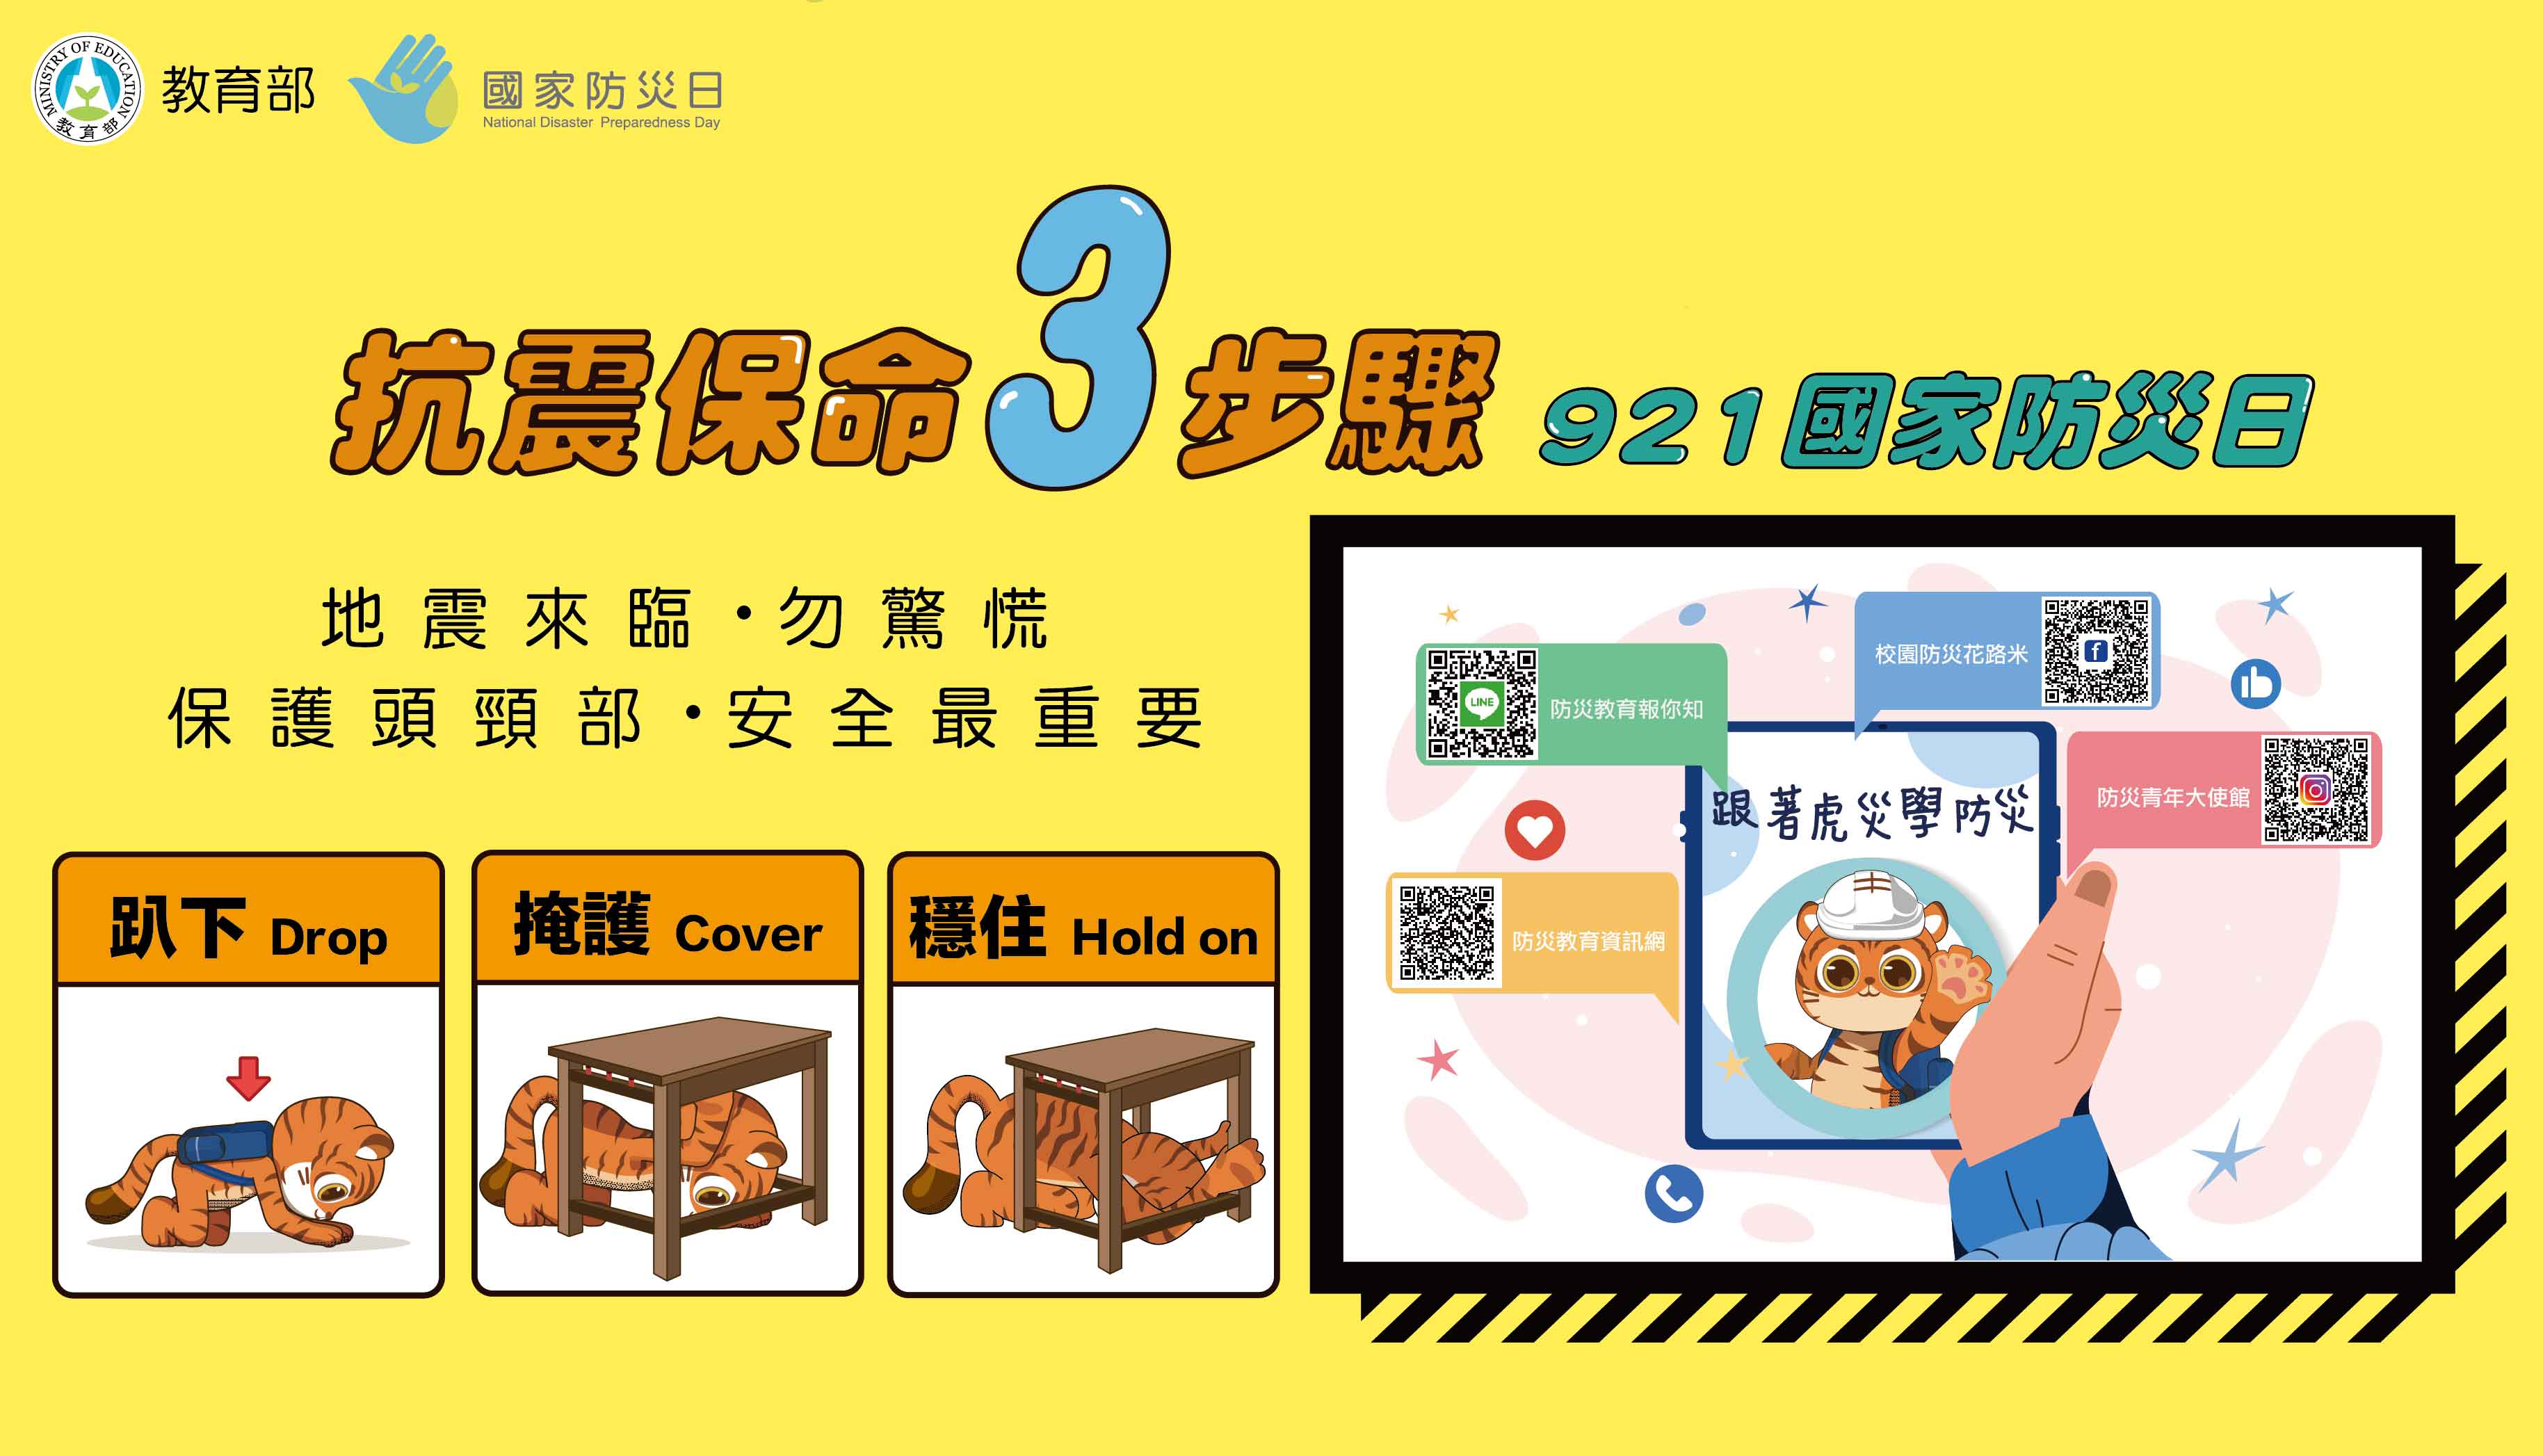 MINISTRY OF EDUCATION
教育部
教育部
國家防災日
National Disaster Preparedness Day
抗震保命3步驟 921國家防災日
地震來臨·勿驚慌
保護頭頸部·安全最重要
趴下 Drop
掩護 Cover
穩住 Hold on
校園防災花路米
f
LINE
防災教育報你知
防災青年大使館
跟著虎災學防災
防災教育資訊網